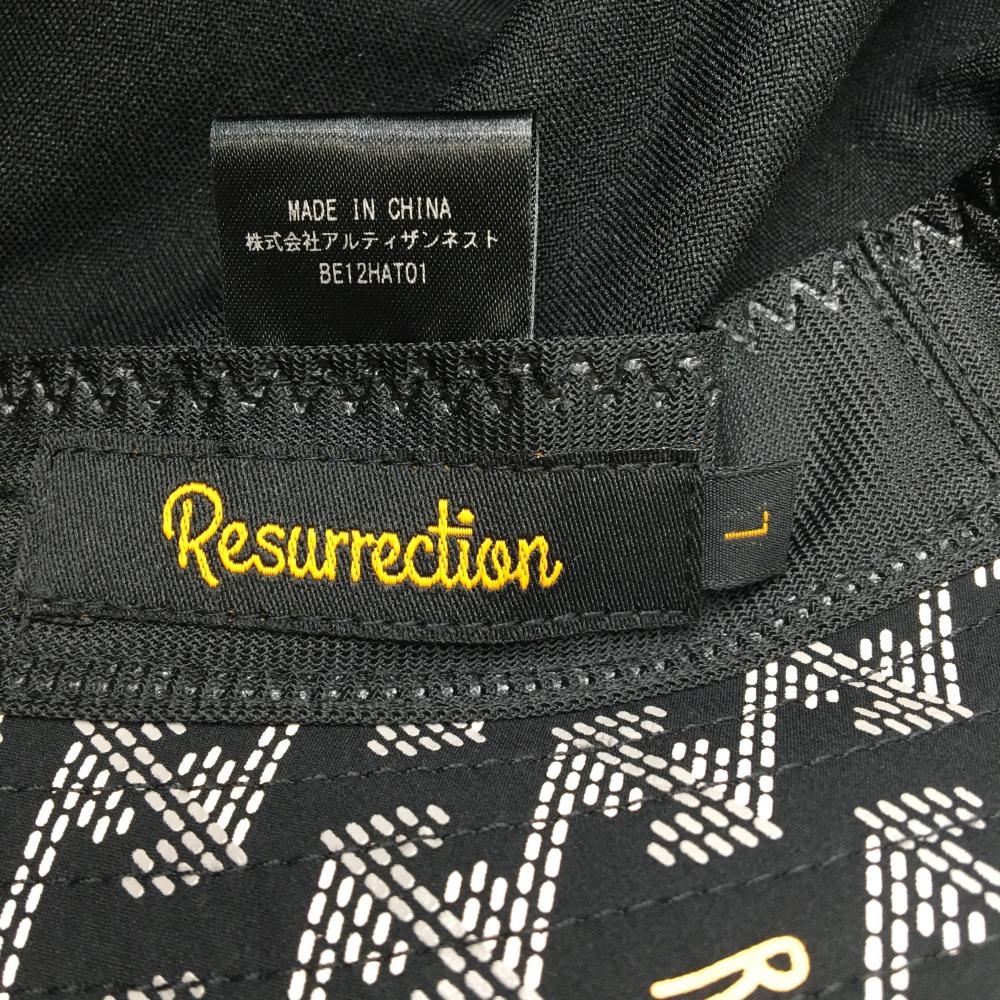 MADE IN CHINA
株式会社アルティザンネスト
BE12HAT01
Resurrection
L
R